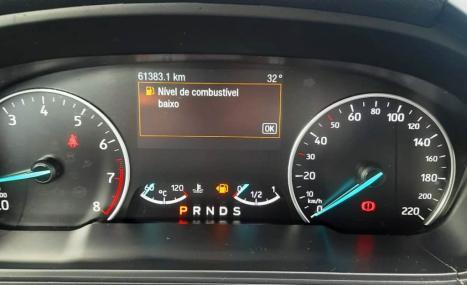 61383.1 km 32°
Nível de combustível
baixo
OK
4 5 6 7 8
20 30 40 50 60 80 100 120 140 160 180 200 220
10 0 km/h
60 120 0 1
°C 1/2
P R N D S